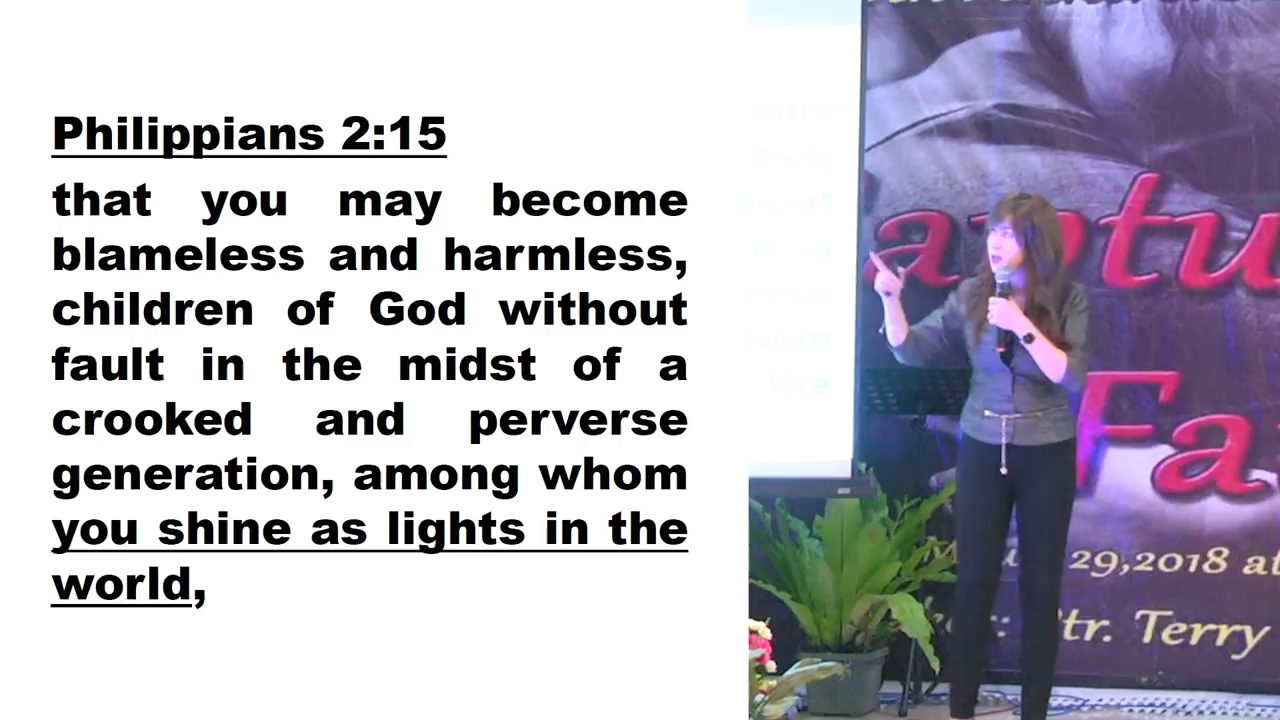 Philippians 2:15
that you may become
blameless and harmless,
children of God without
fault in the midst of a
crooked and perverse
generation, among whom
you shine as lights in the
world,
a
the
29,2018 at
Terry